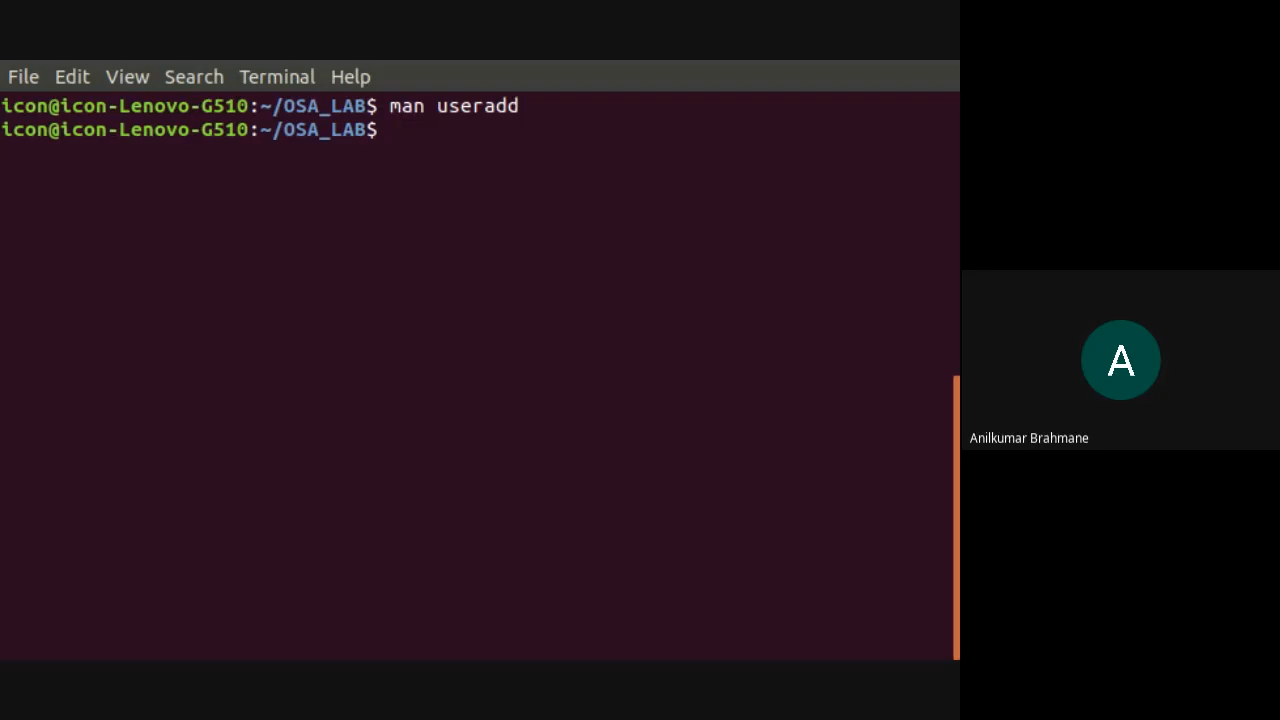 File Edit View Search Terminal Help
icon@icon-Lenovo-G510:~/OSA_LAB$ man useradd
icon@icon-Lenovo-G510:~/OSA_LAB$
A
Anilkumar Brahmane